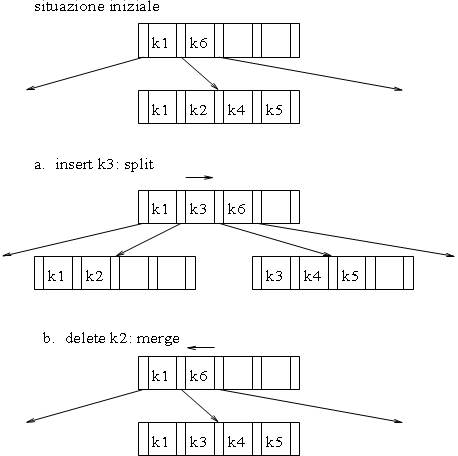 situazione iniziale
k1 k6
k1 k2 k4 k5
a. insert k3: split
k1 k3 k6
k1 k2
k3 k4 k5
b. delete k2: merge
k1 k6
k1 k3 k4 k5